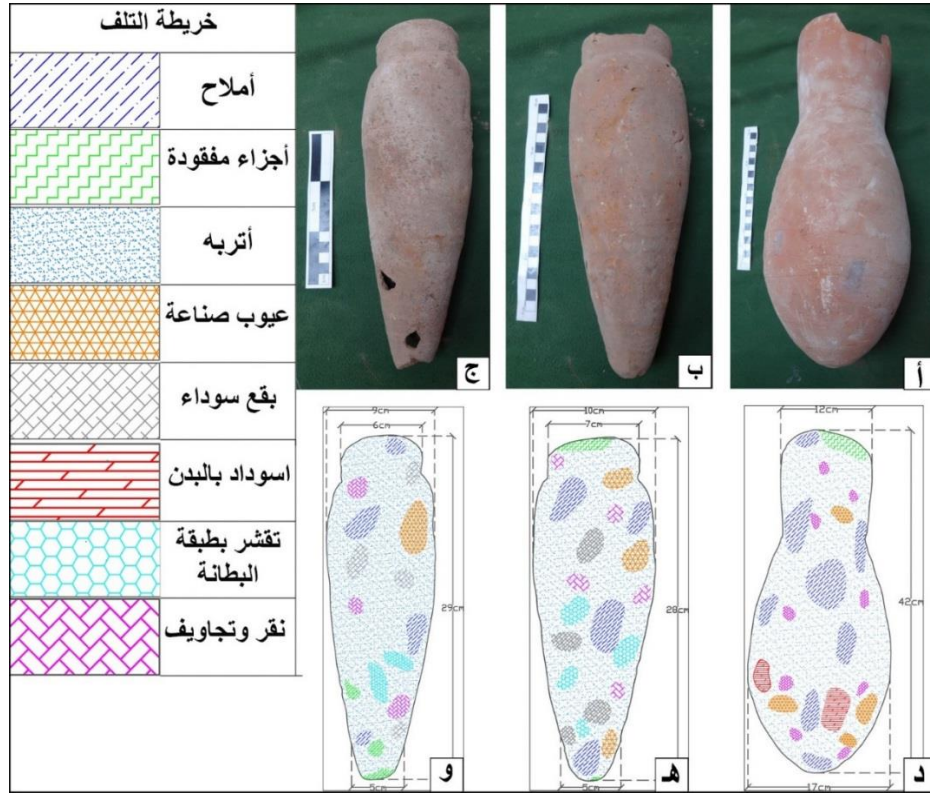 خريطة التلف
أملاح
أجزاء مفقودة
أتربه
عيوب صناعة
بقع سوداء
اسوداد بالبدن
تقشر بطبقة
البطانة
نقر وتجاويف
أ
ب
ج
12cm
42cm
17cm
د
10cm
7cm
28cm
5cm
هـ
9cm
6cm
29cm
5cm
و